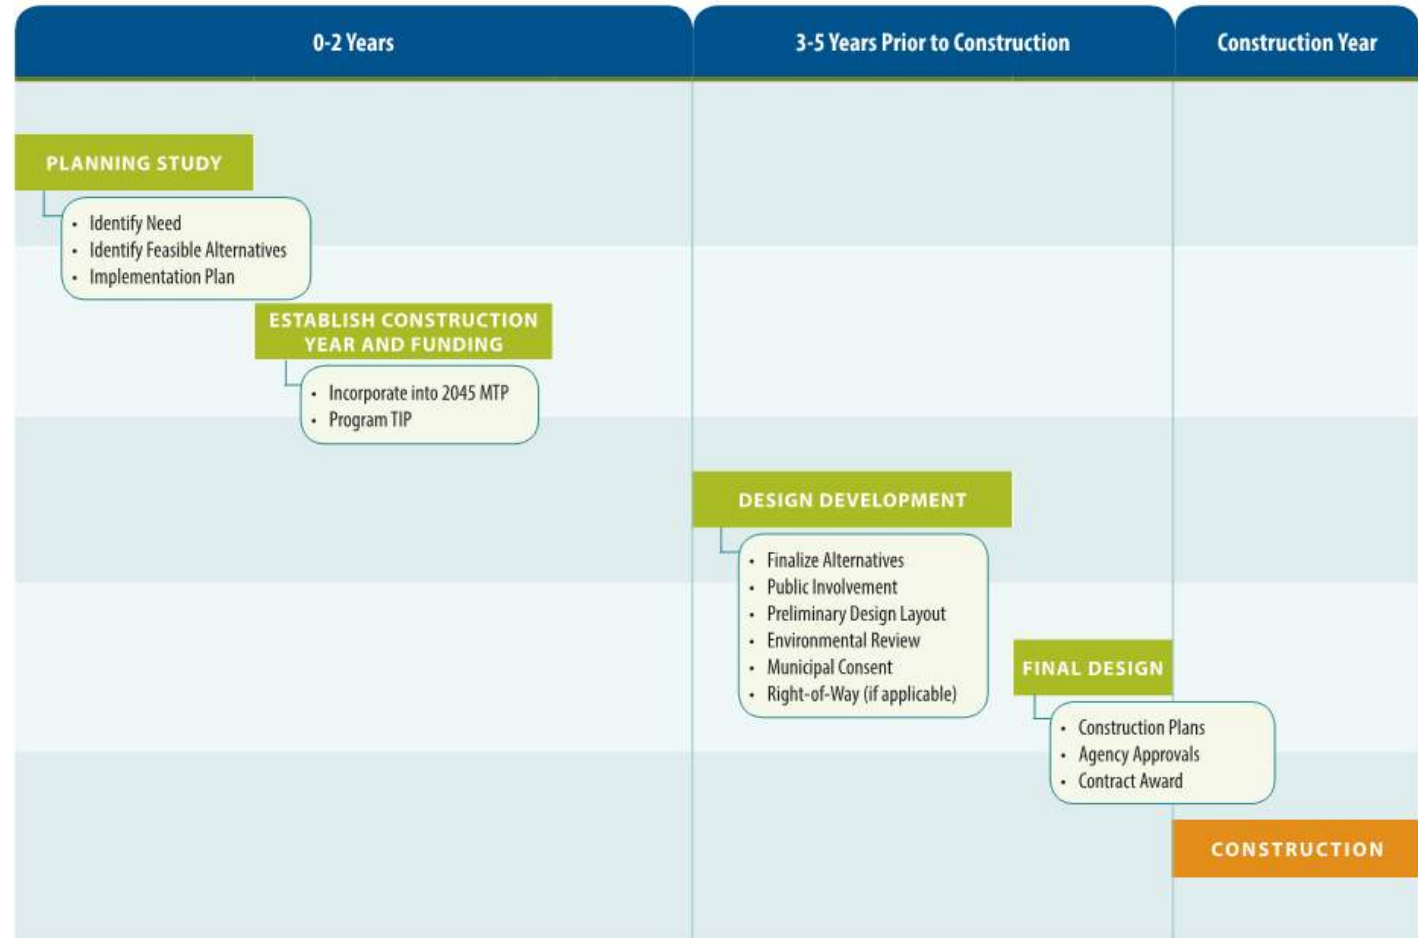 0-2 Years
3-5 Years Prior to Construction
Construction Year
PLANNING STUDY
• Identify Need
• Identify Feasible Alternatives
• Implementation Plan
ESTABLISH CONSTRUCTION
YEAR AND FUNDING
• Incorporate into 2045 MTP
• Program TIP
DESIGN DEVELOPMENT
• Finalize Alternatives
• Public Involvement
• Preliminary Design Layout
• Environmental Review
• Municipal Consent
• Right-of-Way (if applicable)
FINAL DESIGN
• Construction Plans
• Agency Approvals
• Contract Award
CONSTRUCTION